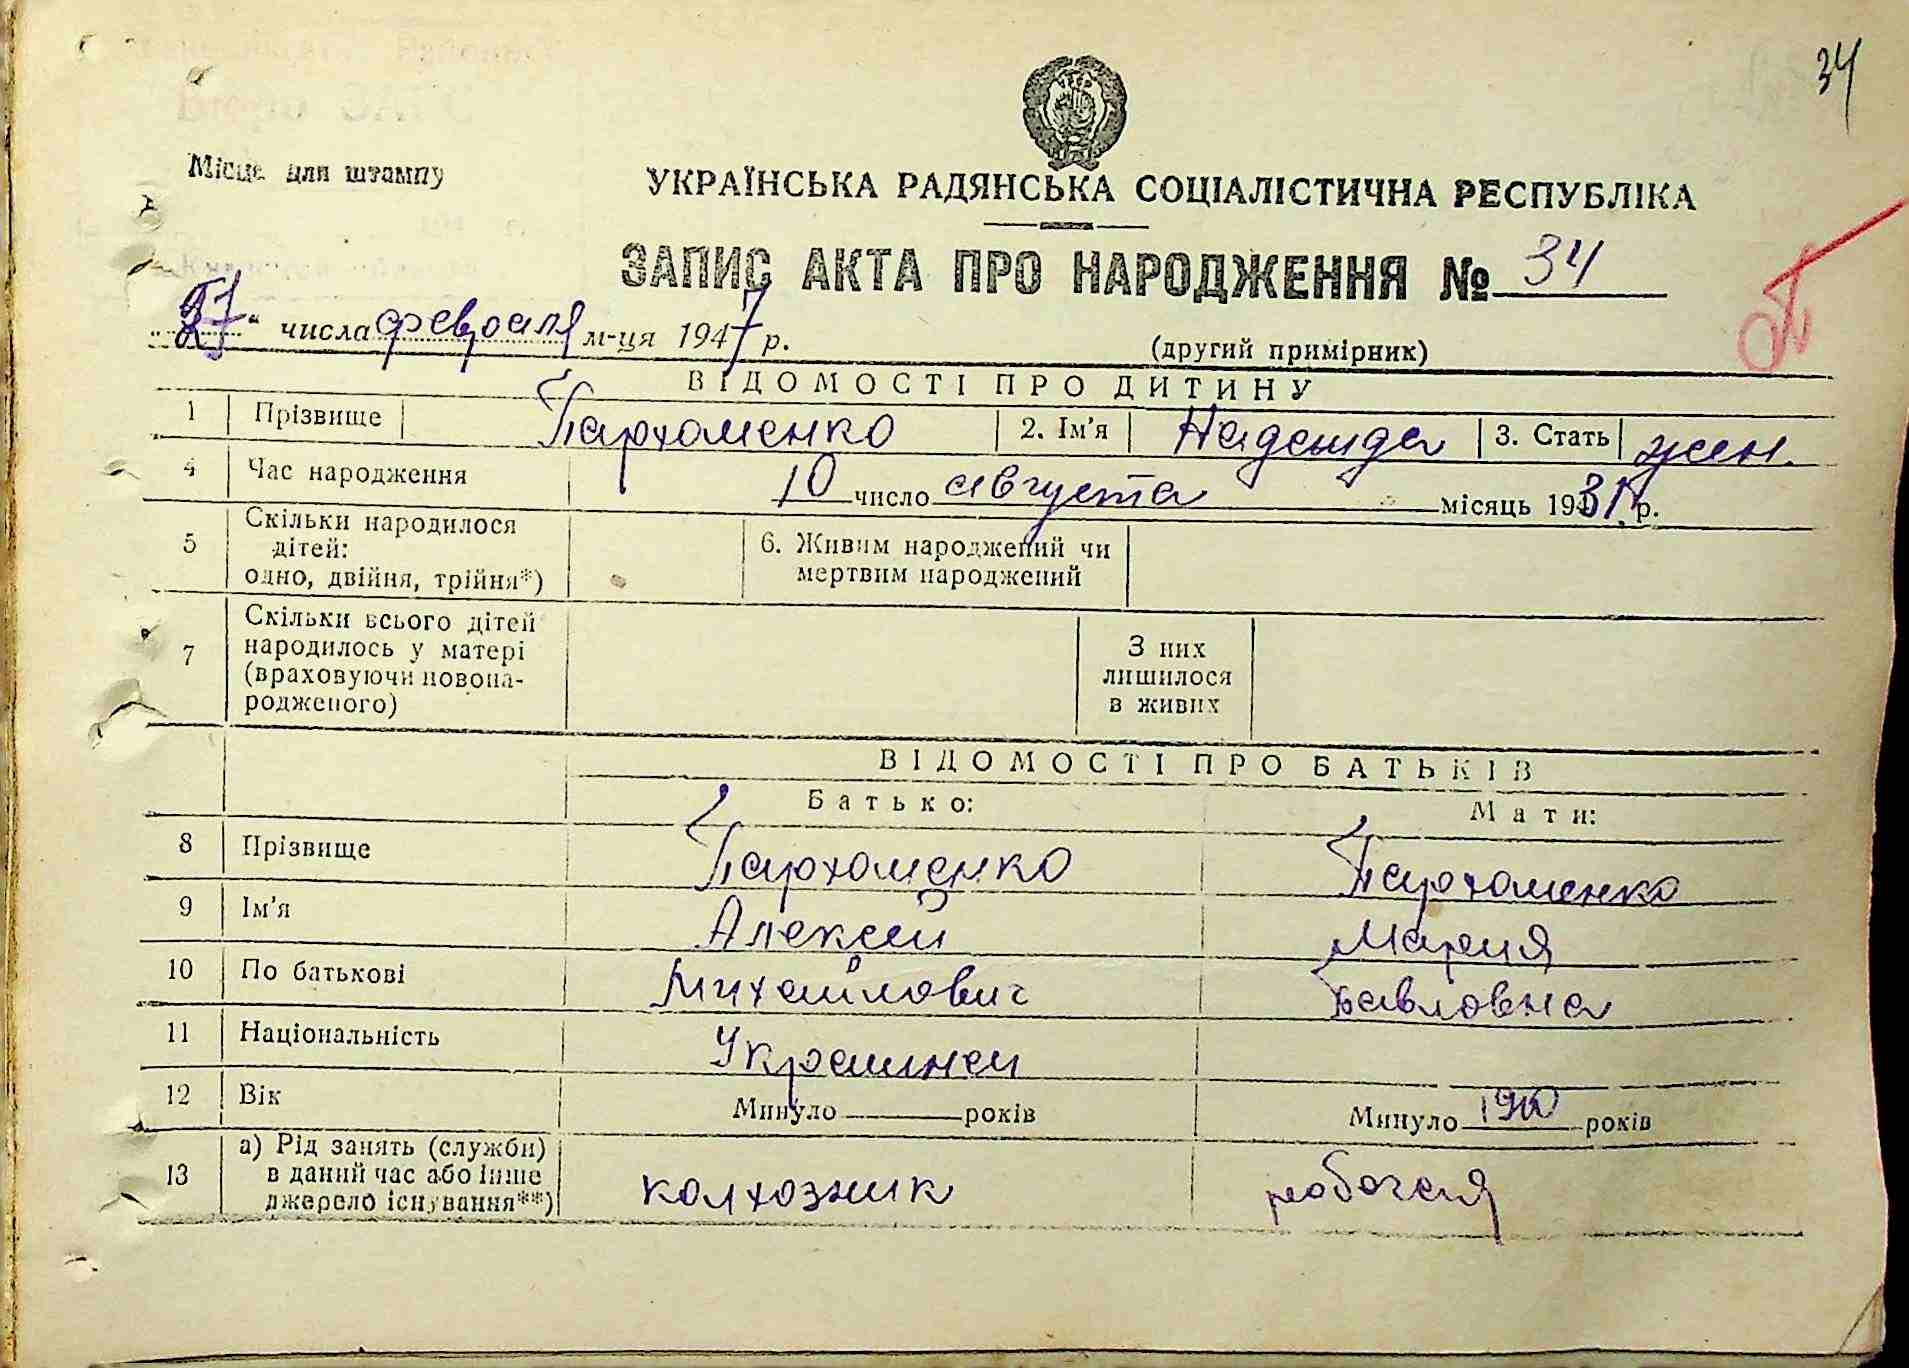 34
Місце для штампу
УКРАЇНСЬКА РАДЯНСЬКА СОЦІАЛІСТИЧНА РЕСПУБЛІКА
ЗАПИС АКТА ПРО НАРОДЖЕННЯ № 34
„27“ числа февраля м-ця 1947 р.
(другий примірник)
ВІДОМОСТІ ПРО ДИТИНУ
1 Прізвище Пархоменко 2. Ім'я Надежда 3. Стать жен.
4 Час народження 10 число августа місяць 1931 р.
5 Скільки народилося
дітей:
одно, двійня, трійня*)
6. Живим народжений чи
мертвим народжений
7 Скільки всього дітей
народилось у матері
(враховуючи новона-
родженого)
З них
лишилося
в живих
ВІДОМОСТІ ПРО БАТЬКІВ
Батько: Мати:
8 Прізвище Пархоменко Пархоменко
9 Ім'я Алексей Мария
10 По батькові Михайлович Павловна
11 Національність Украинец
12 Вік Минуло років Минуло років
13 а) Рід занять (служби)
в даний час або інше
джерело існування**)
колхозник робочая